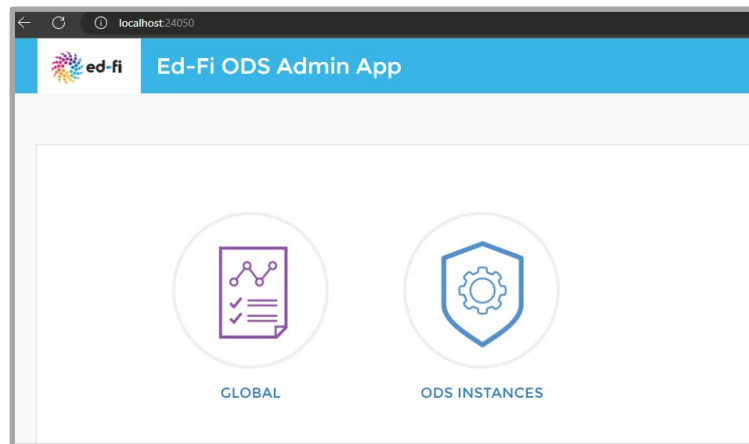 localhost:24050
ed-fi Ed-Fi ODS Admin App
GLOBAL ODS INSTANCES